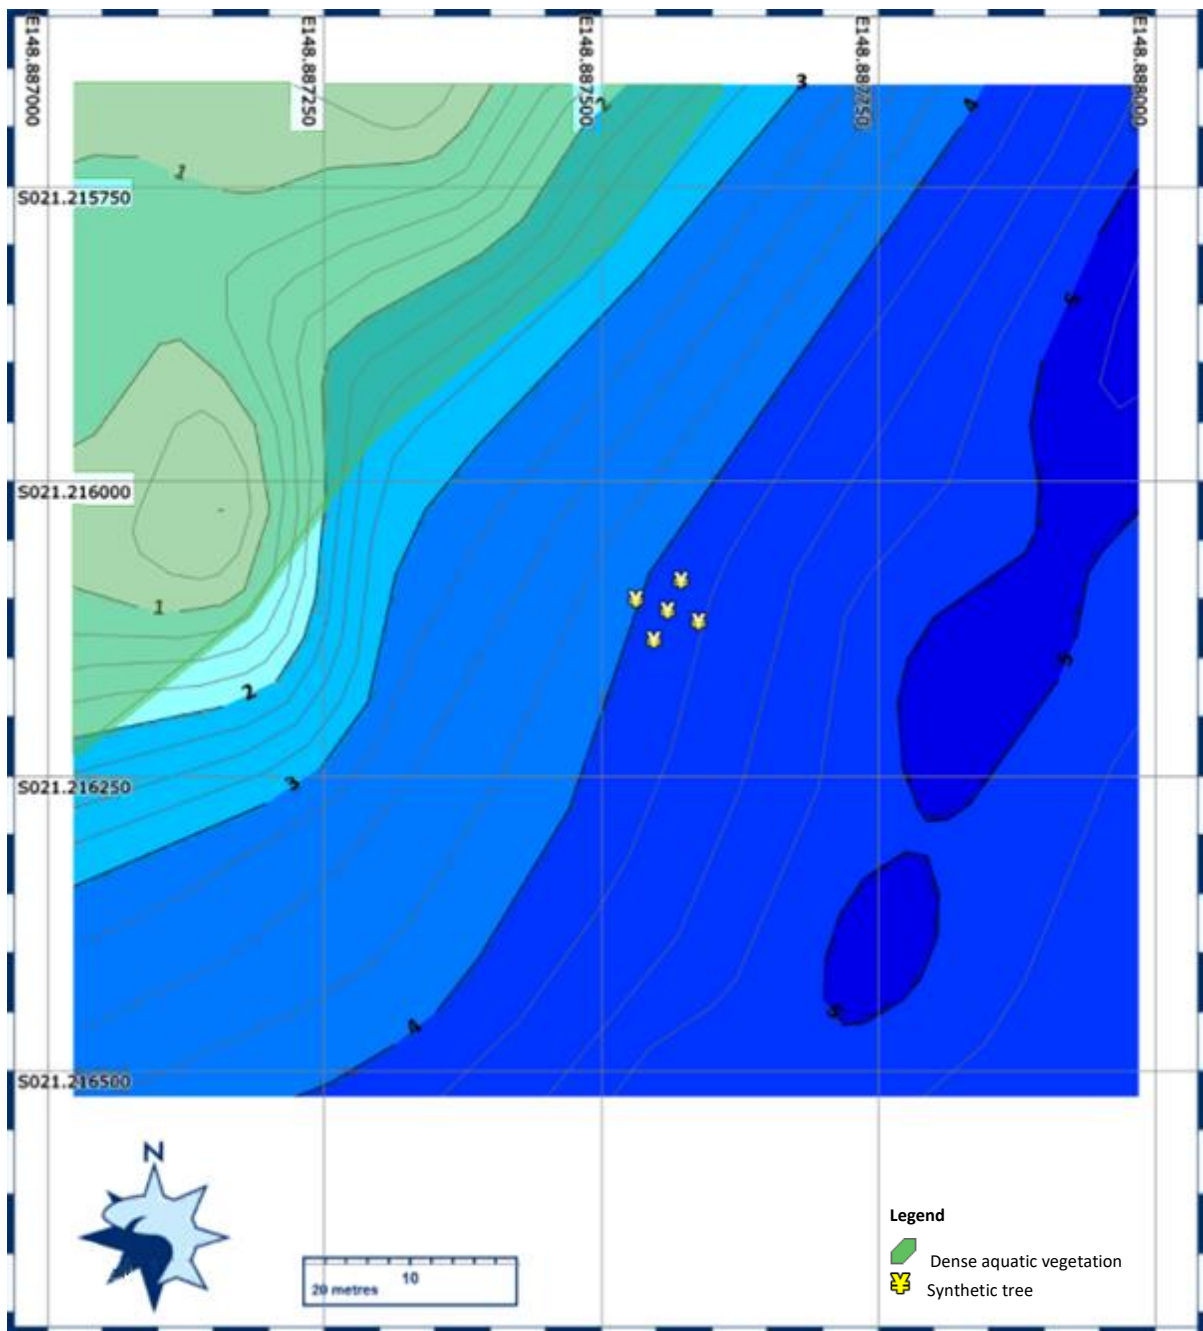 E148.887000
E148.887250
E148.887500
E148.887750
E148.888000
2
3
4
1
S021.215750
5
S021.216000
1
5
2
3
S021.216250
5
4
S021.216500
N
Legend
Dense aquatic vegetation
Synthetic tree
10
20 metres